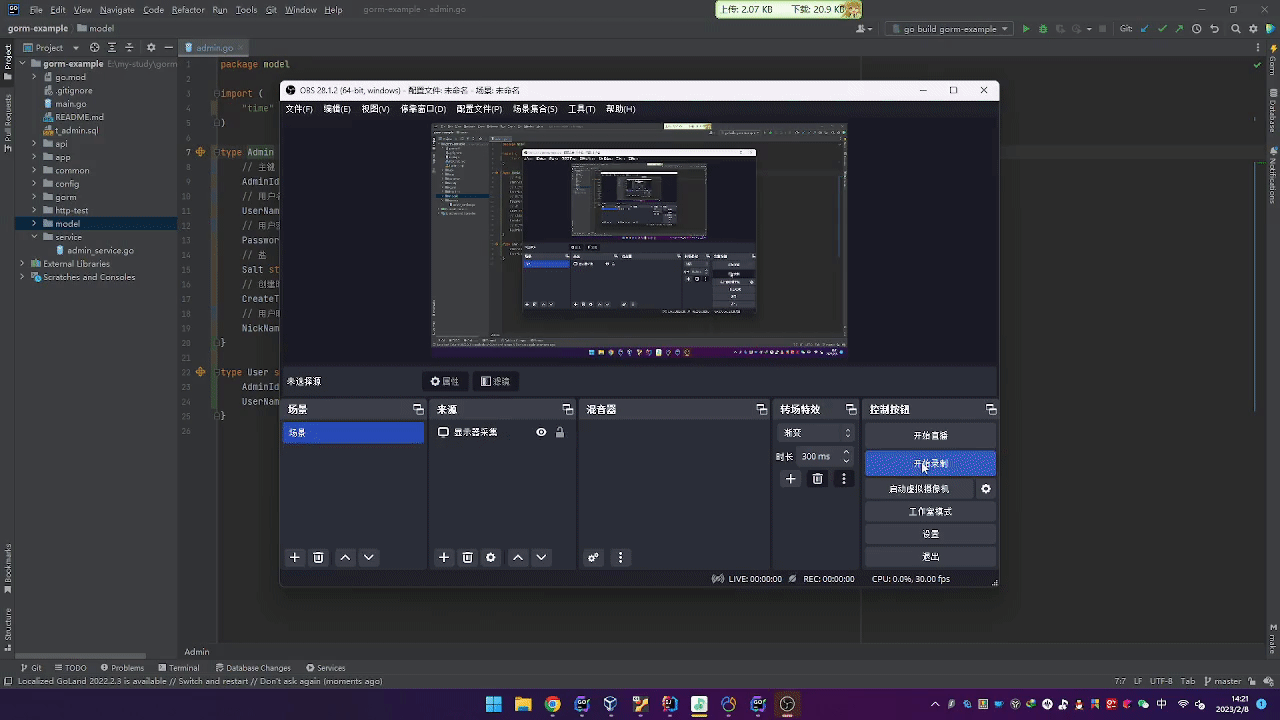 File Edit View Navigate Code Refactor Run Tools Git Window Help gorm-example - admin.go
上传: 2.07 KB 下载: 20.9 KB
gorm-example model
go build gorm-example
Git:
Project
admin.go
gorm-example E:\my-study\gorm
go.mod
.gitignore
main.go
README.md
t_admin.sql
api
app
common
config
gorm
http-test
model
service
admin_service.go
External Libraries
Scratches and Consoles
Project
Pull Requests
Bookmarks
Structure
1 package model
2
3 import (
4 "time"
5 )
6
7 type Admin
8 // 主键
9 AdminId
10 // 用户
11 UserName
12 // 用户
13 Passwor
14 // 盐
15 Salt st
16 // 创建
17 CreateT
18 // 用户
19 NickNam
20 }
21
22 type User s
23 AdminId
24 UserNam
25 }
26
OBS 28.1.2 (64-bit, windows) - 配置文件: 未命名 - 场景: 未命名
文件(F) 编辑(E) 视图(V) 停靠窗口(D) 配置文件(P) 场景集合(S) 工具(T) 帮助(H)
未选择源 属性 滤镜
场景 来源 混音器 转场特效 控制按钮
场景
显示器采集
渐变
时长 300 ms
开始直播
开始录制
启动虚拟摄像机
工作室模式
设置
退出
LIVE: 00:00:00 REC: 00:00:00 CPU: 0.0%, 30.00 fps
Gorm
Database
Notifications
make
Admin
Git TODO Problems Terminal Database Changes Services
Localized GoLand 2022.2.3 is available // Switch and restart // Don't ask again (moments ago)
7:7 LF UTF-8 Tab master
中
14:21
2023/2/8